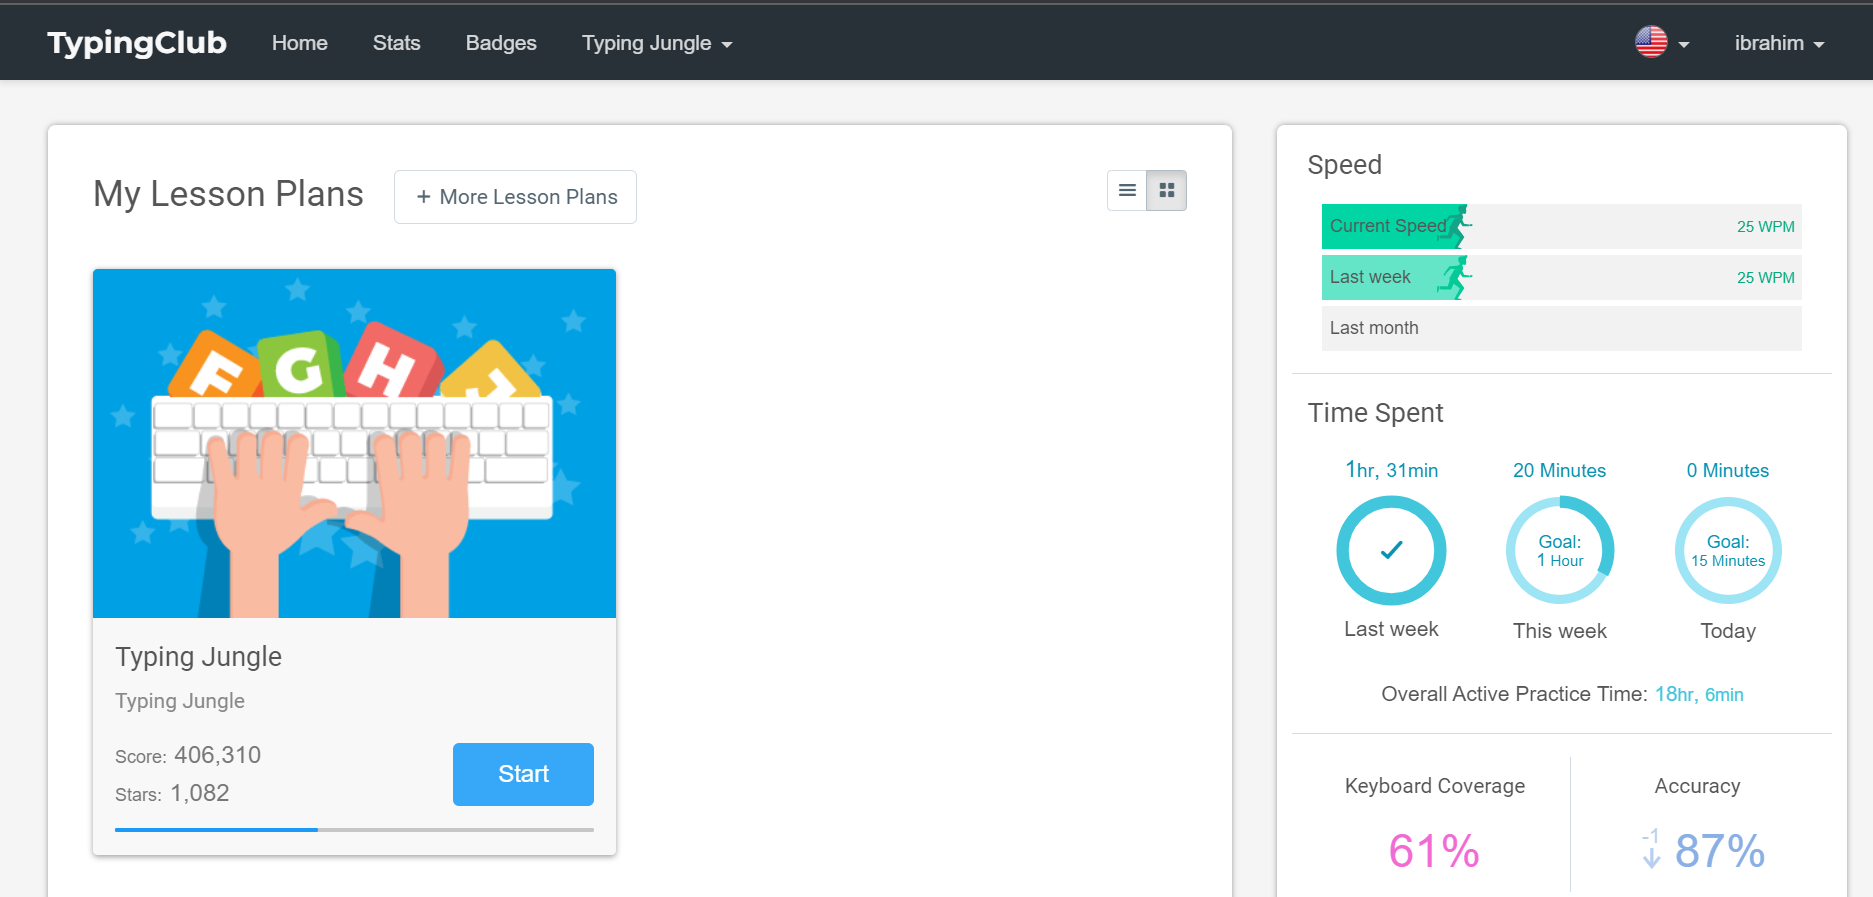 TypingClub Home Stats Badges Typing Jungle ibrahim
My Lesson Plans + More Lesson Plans
F G H J
Typing Jungle
Typing Jungle
Score: 406,310
Stars: 1,082
Start
Speed
Current Speed 25 WPM
Last week 25 WPM
Last month
Time Spent
1hr, 31min 20 Minutes 0 Minutes
Goal: 1 Hour
Goal: 15 Minutes
Last week This week Today
Overall Active Practice Time: 18hr, 6min
Keyboard Coverage
61%
Accuracy
-1 87%